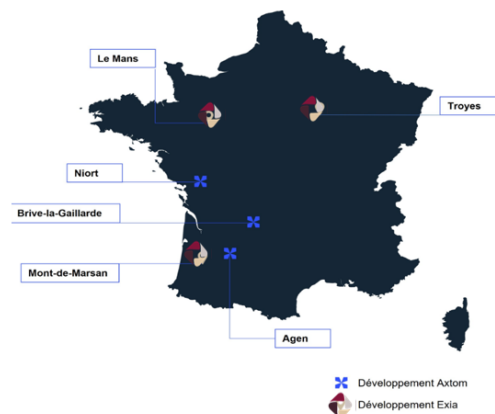 Le Mans
Troyes
Niort
Brive-la-Gaillarde
Mont-de-Marsan
Agen
Développement Axtom
Développement Exia